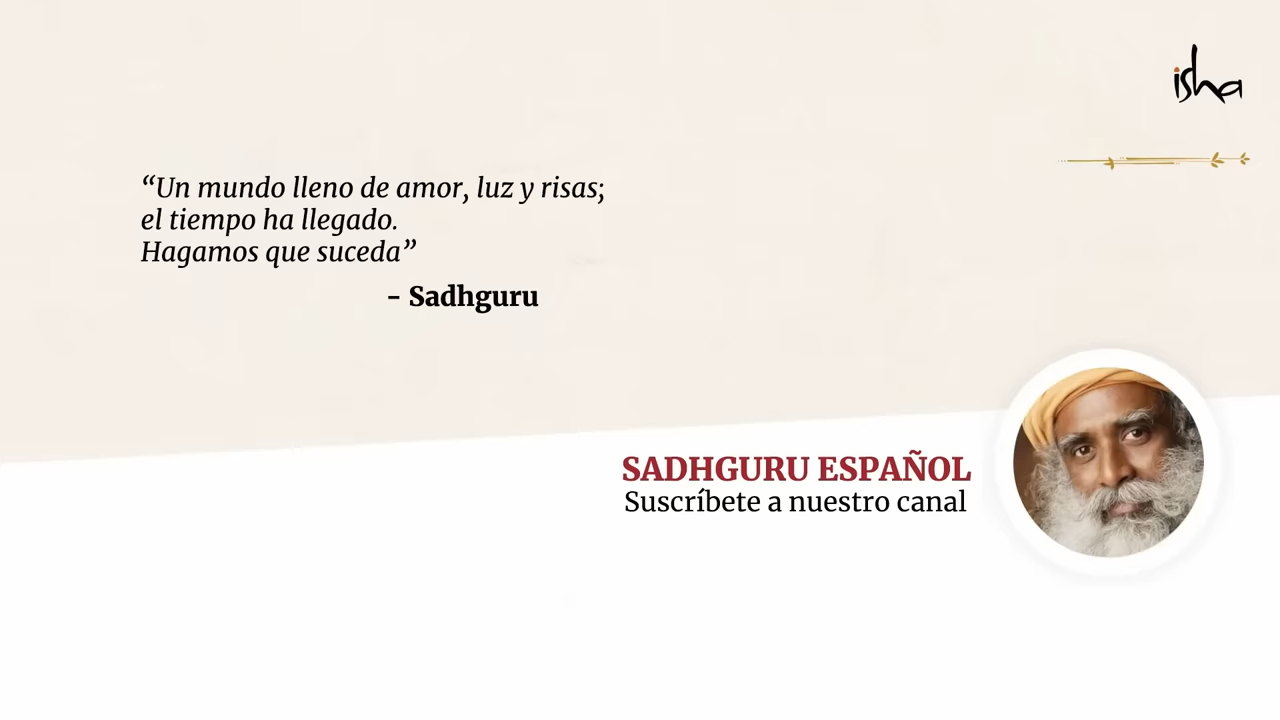 isha
“Un mundo lleno de amor, luz y risas;
el tiempo ha llegado.
Hagamos que suceda”
- Sadhguru
SADHGURU ESPAÑOL
Suscríbete a nuestro canal